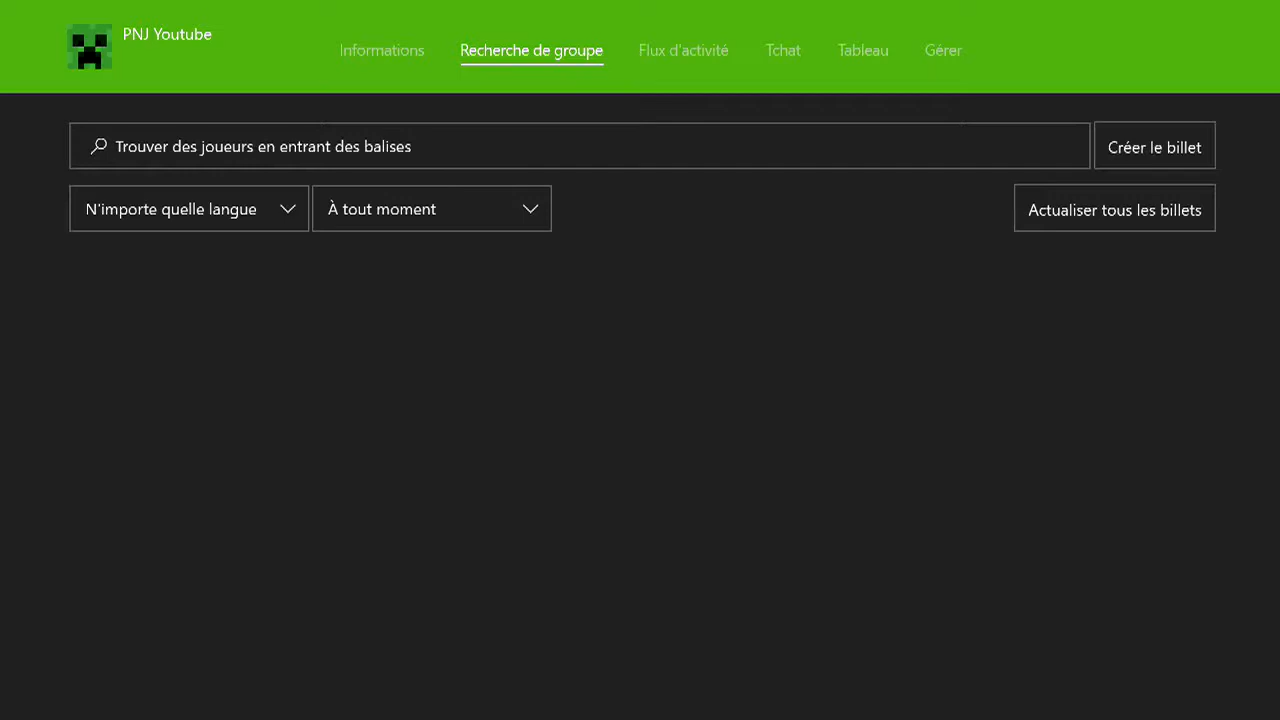 PNJ Youtube
Informations
Recherche de groupe
Flux d'activité
Tchat
Tableau
Gérer
Trouver des joueurs en entrant des balises
Créer le billet
N'importe quelle langue
À tout moment
Actualiser tous les billets